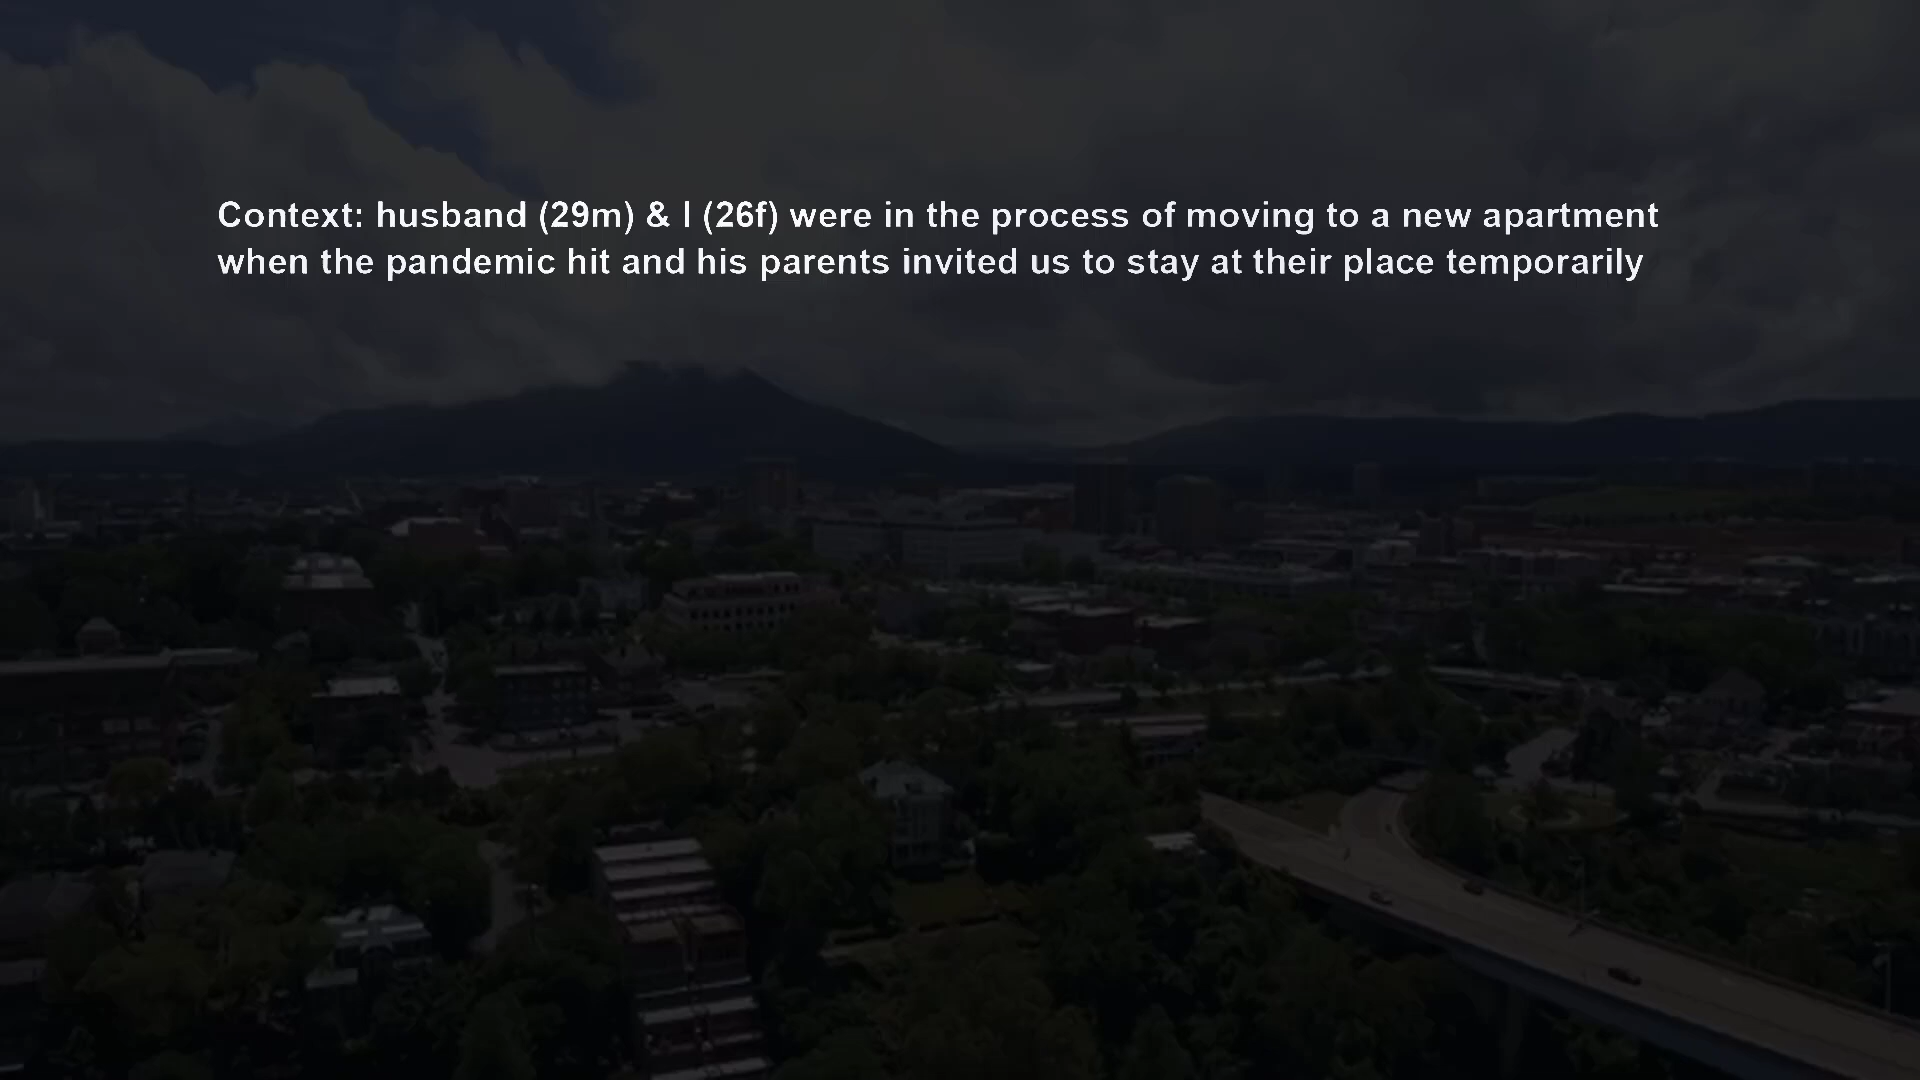 Context: husband (29m) & I (26f) were in the process of moving to a new apartment
when the pandemic hit and his parents invited us to stay at their place temporarily